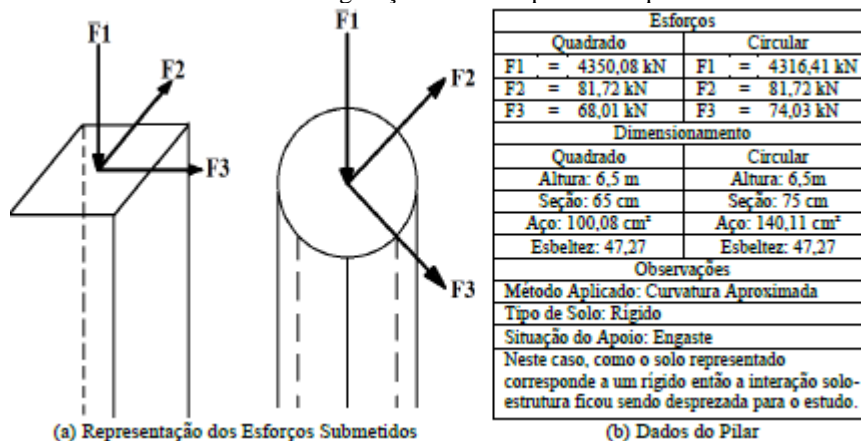 F1
F2
F3
F1
F2
F3
(a) Representação dos Esforços Submetidos
Esforços
Quadrado Circular
F1 = 4350,08 kN F1 = 4316,41 kN
F2 = 81,72 kN F2 = 81,72 kN
F3 = 68,01 kN F3 = 74,03 kN
Dimensionamento
Quadrado Circular
Altura: 6,5 m Altura: 6,5m
Seção: 65 cm Seção: 75 cm
Aço: 100,08 cm² Aço: 140,11 cm²
Esbeltez: 47,27 Esbeltez: 47,27
Observações
Método Aplicado: Curvatura Aproximada
Tipo de Solo: Rígido
Situação do Apoio: Engaste
Neste caso, como o solo representado
corresponde a um rígido então a interação solo-
estrutura ficou sendo desprezada para o estudo.
(b) Dados do Pilar